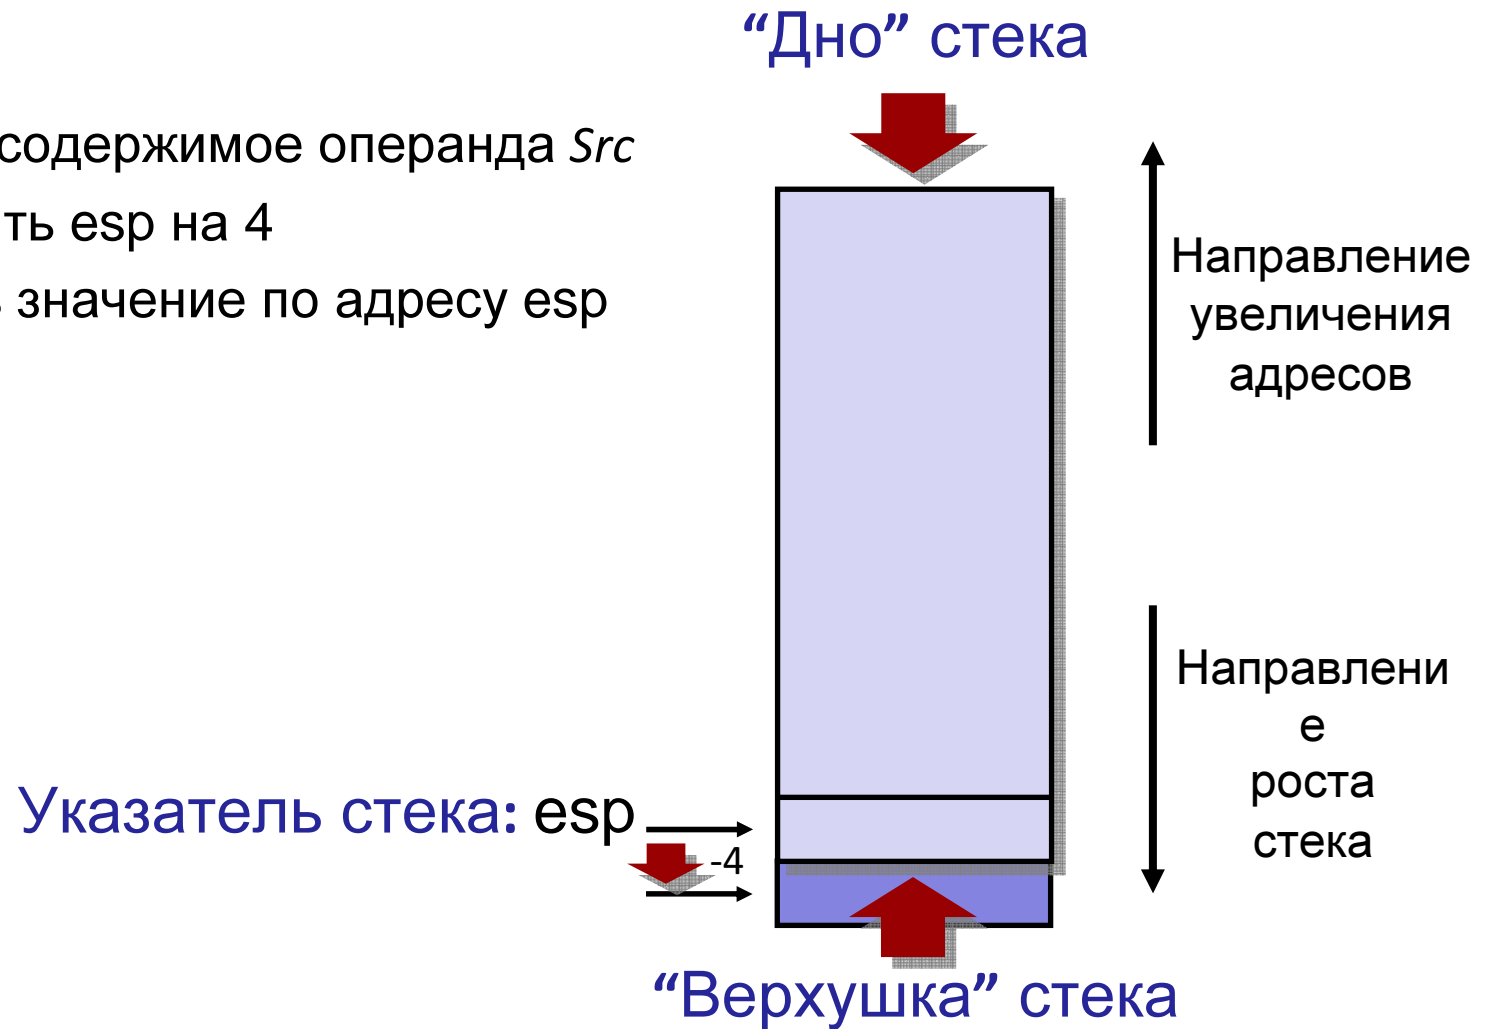 “Дно” стека
содержимое операнда Src
ть esp на 4
значение по адресу esp
Направление
увеличения
адресов
Направлени
е
роста
стека
Указатель стека: esp
-4
“Верхушка” стека